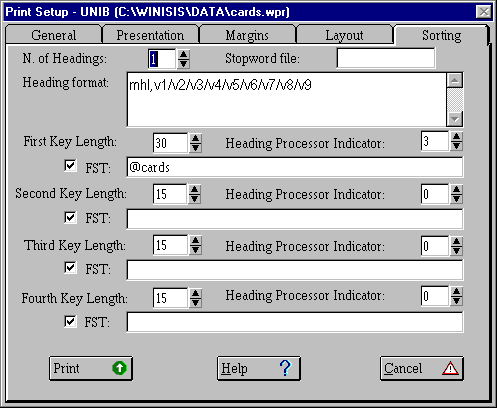 Print Setup - UNIB (C:\WINISIS\DATA\cards.wpr)
General Presentation Margins Layout Sorting
N. of Headings: 1 Stopword file:
Heading format: mhl,v1/v2/v3/v4/v5/v6/v7/v8/v9
First Key Length: 30 Heading Processor Indicator: 3
FST: @cards
Second Key Length: 15 Heading Processor Indicator: 0
FST:
Third Key Length: 15 Heading Processor Indicator: 0
FST:
Fourth Key Length: 15 Heading Processor Indicator: 0
FST:
Print Help ? Cancel